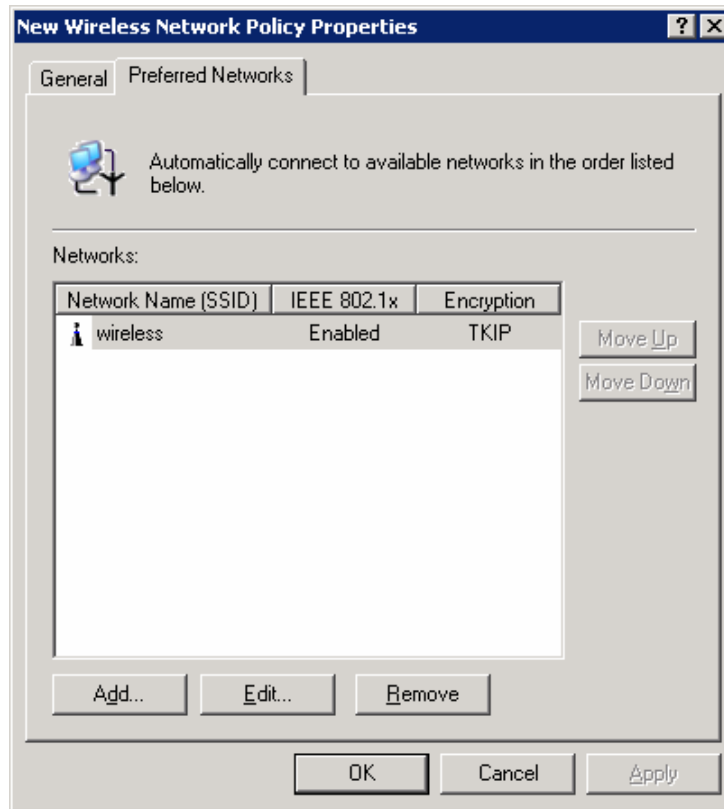 New Wireless Network Policy Properties
? X
General Preferred Networks
Automatically connect to available networks in the order listed
below.
Networks:
Network Name (SSID) IEEE 802.1x Encryption
wireless Enabled TKIP
Move Up
Move Down
Add... Edit... Remove
OK Cancel Apply